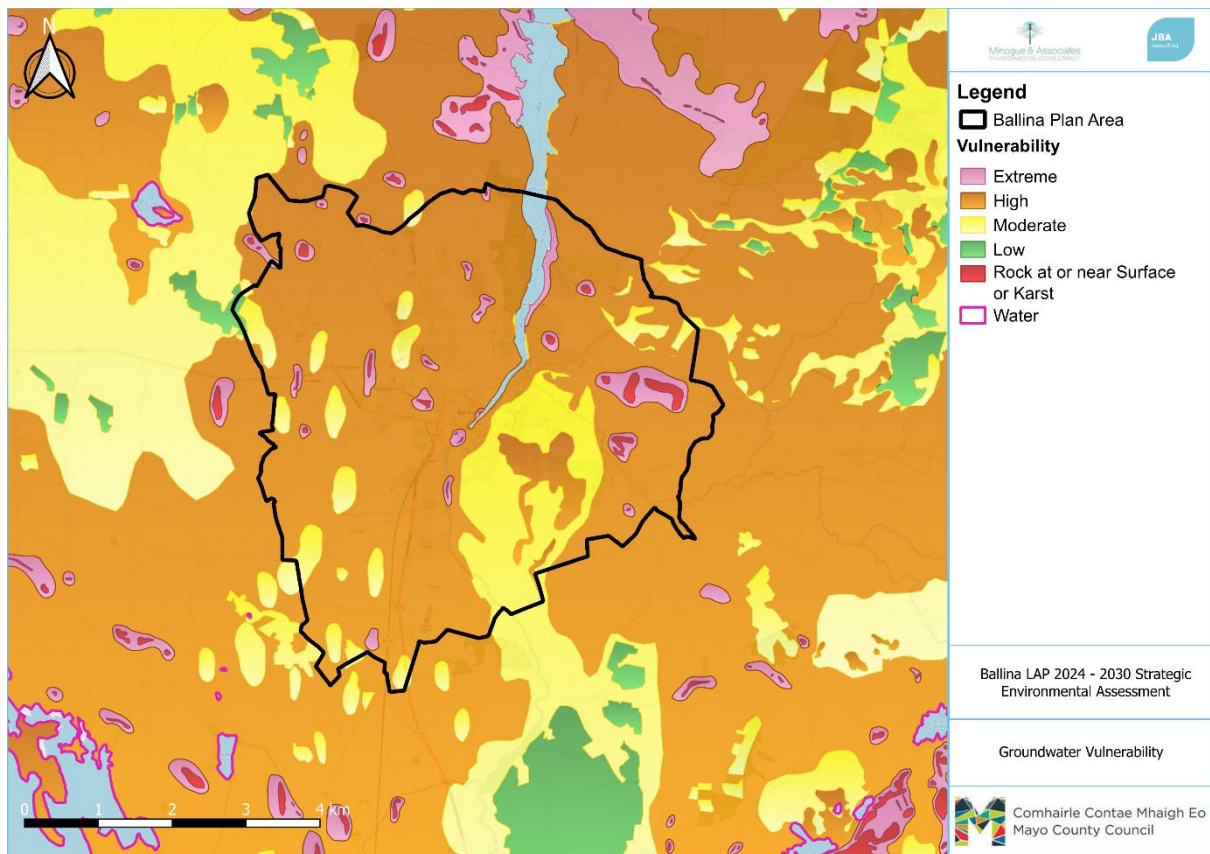 N
0 1 2 3 4 km
Minogue & Associates
ENVIRONMENTAL CONSULTANCY
JBA
consulting
Legend
Ballina Plan Area
Vulnerability
Extreme
High
Moderate
Low
Rock at or near Surface
or Karst
Water
Ballina LAP 2024 - 2030 Strategic
Environmental Assessment
Groundwater Vulnerability
Comhairle Contae Mhaigh Eo
Mayo County Council